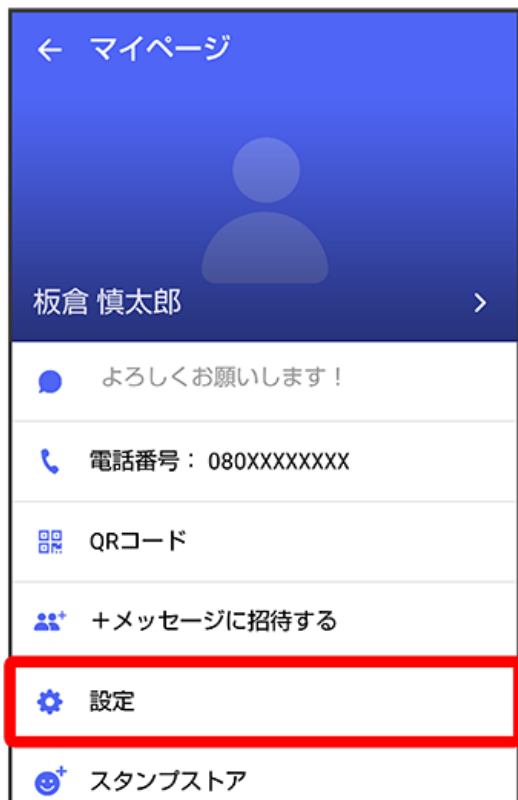 マイページ
板倉 慎太郎
よろしくお願いします！
電話番号： 080XXXXXXXX
QRコード
＋メッセージに招待する
設定
スタンプストア